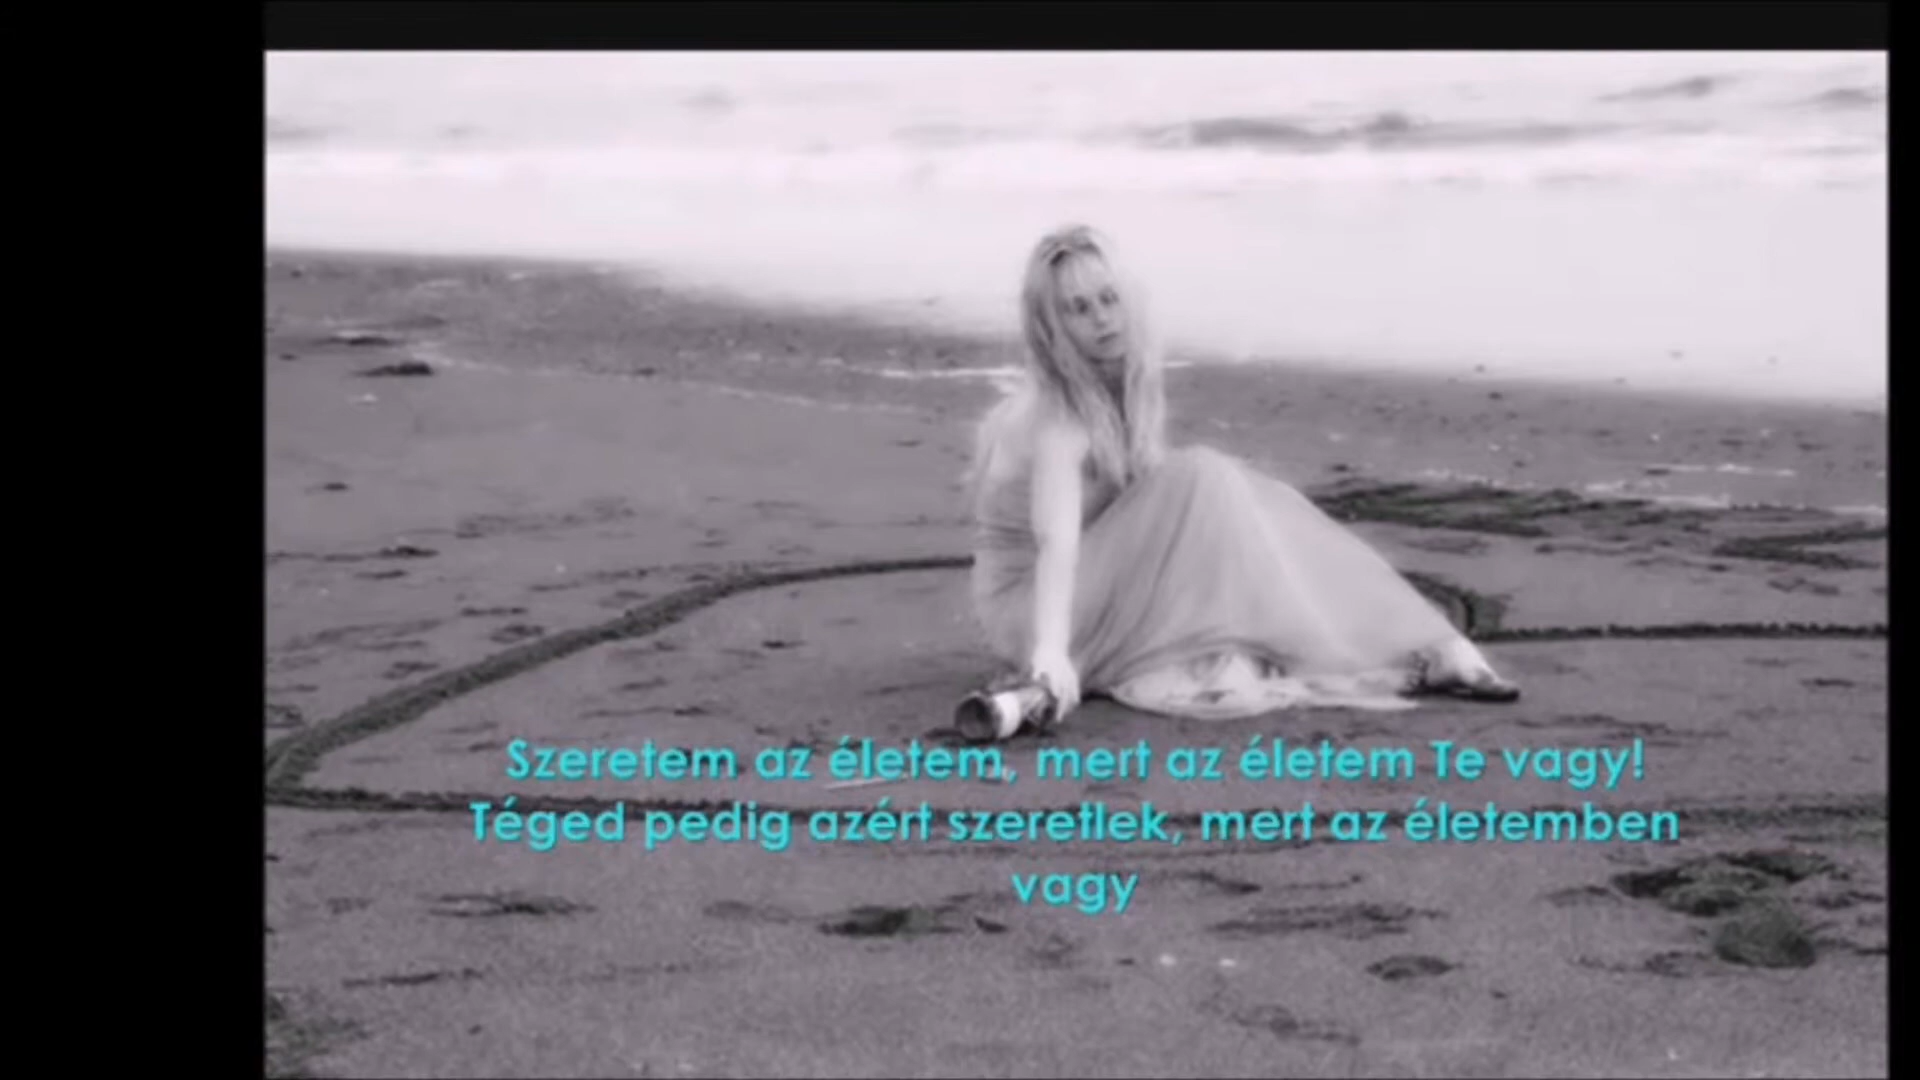 Szeretem az életem, mert az életem Te vagy!
Téged pedig azért szeretlek, mert az életemben
vagy